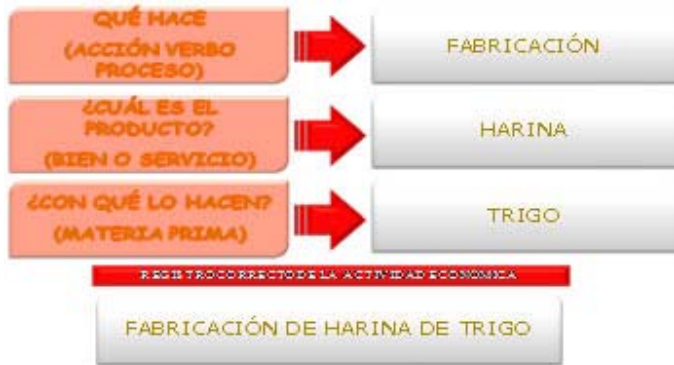 QUÉ HACE
(ACCIÓN VERBO
PROCESO)
FABRICACIÓN
¿CUÁL ES EL
PRODUCTO?
(BIEN O SERVICIO)
HARINA
¿CON QUÉ LO HACEN?
(MATERIA PRIMA)
TRIGO
REGISTRO CORRECTO DE LA ACTIVIDAD ECONÓMICA
FABRICACIÓN DE HARINA DE TRIGO